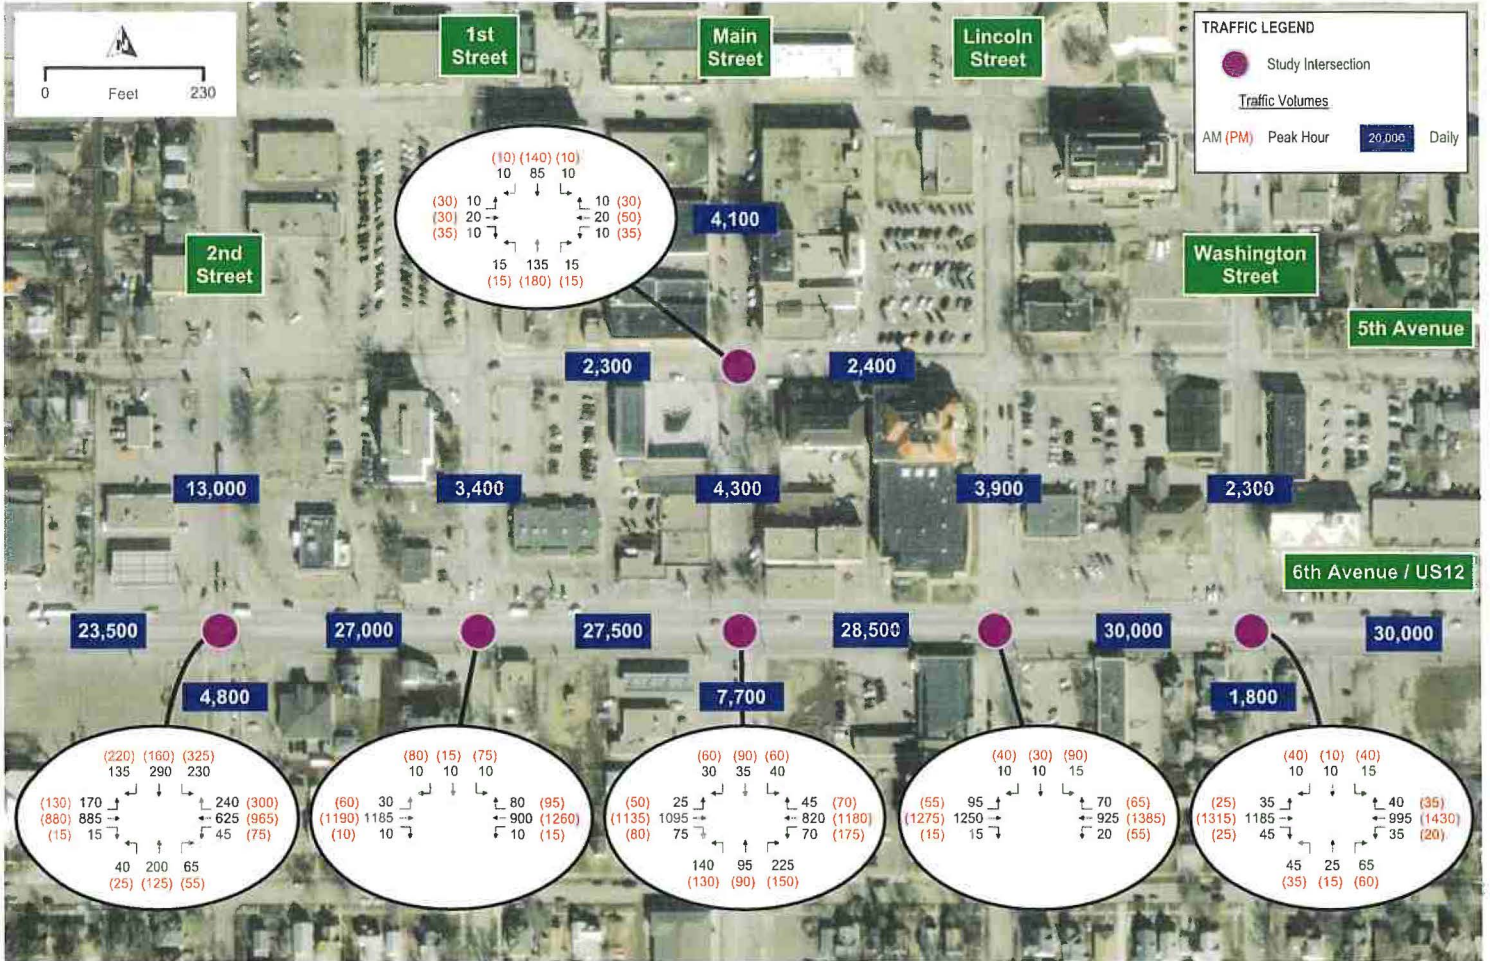 N
0 Feet 230
1st
Street
Main
Street
Lincoln
Street
TRAFFIC LEGEND
Study Intersection
Traffic Volumes
AM (PM) Peak Hour 20,000 Daily
(10) (140) (10)
10 85 10
(30) 10 10 (30)
(30) 20 20 (50)
(35) 10 10 (35)
15 135 15
(15) (180) (15)
4,100
2nd
Street
Washington
Street
5th Avenue
2,300 2,400
13,000 3,400 4,300 3,900 2,300
6th Avenue / US12
23,500 27,000 27,500 28,500 30,000 30,000
4,800 7,700 1,800
(220) (160) (325)
135 290 230
(130) 170 240 (300)
(880) 885 625 (965)
(15) 15 45 (75)
40 200 65
(25) (125) (55)
(80) (15) (75)
10 10 10
(60) 30 80 (95)
(1190) 1185 900 (1260)
(10) 10 10 (15)
(60) (90) (60)
30 35 40
(50) 25 45 (70)
(1135) 1095 820 (1180)
(80) 75 70 (175)
140 95 225
(130) (90) (150)
(40) (30) (90)
10 10 15
(55) 95 70 (65)
(1275) 1250 925 (1385)
(15) 15 20 (55)
(40) (10) (40)
10 10 15
(25) 35 40 (35)
(1315) 1185 995 (1430)
(25) 45 35 (20)
45 25 65
(35) (15) (60)